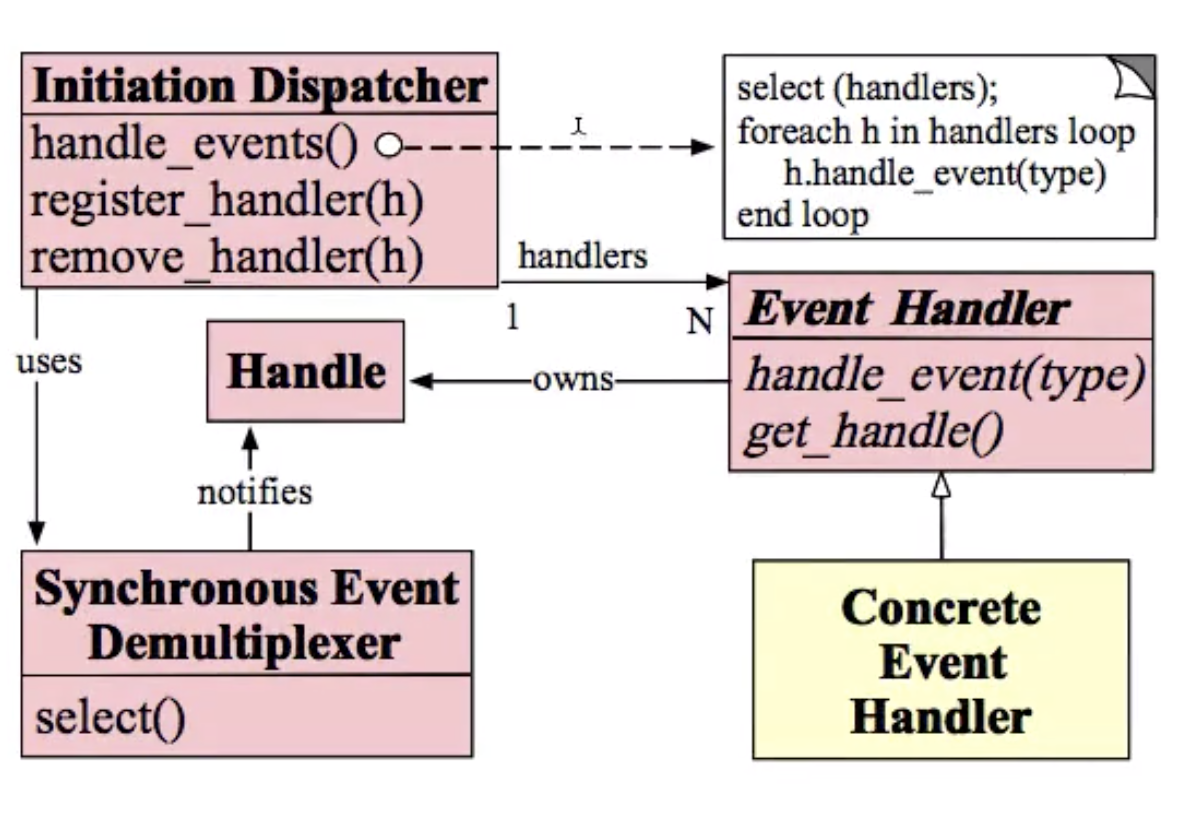 Initiation Dispatcher
handle_events()
register_handler(h)
remove_handler(h)
select (handlers);
foreach h in handlers loop
h.handle_event(type)
end loop
handlers
1
N
Event Handler
handle_event(type)
get_handle()
uses
Handle
owns
notifies
Synchronous Event
Demultiplexer
select()
Concrete
Event
Handler